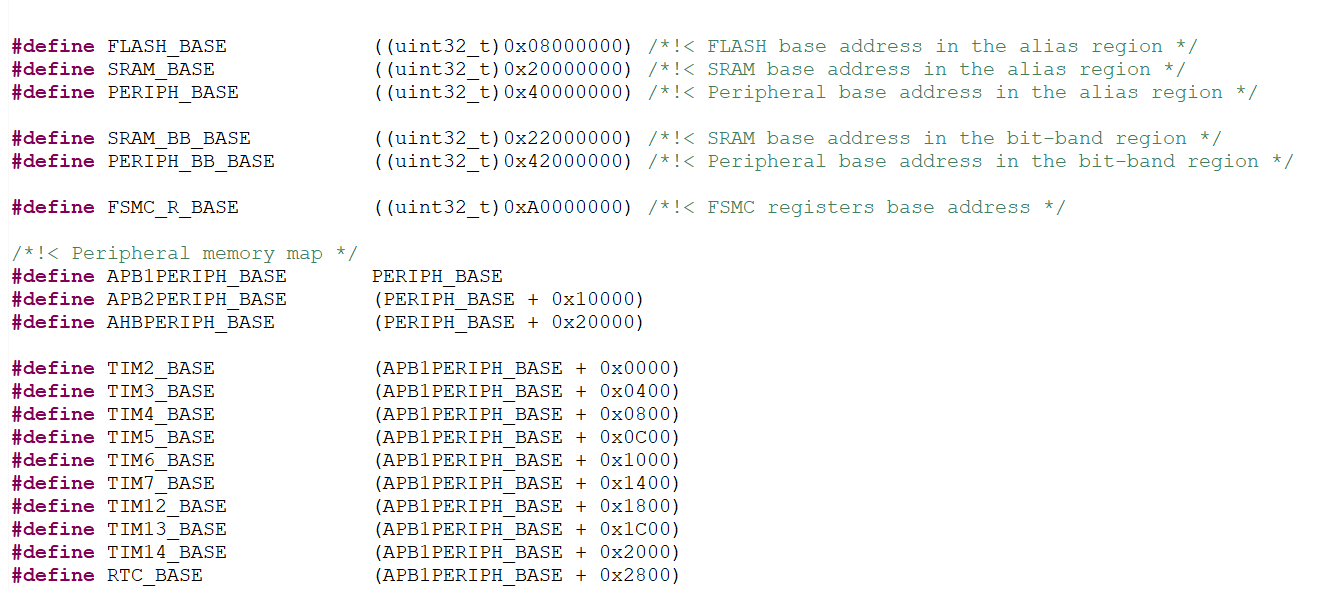 #define FLASH_BASE ((uint32_t)0x08000000) /*!< FLASH base address in the alias region */
#define SRAM_BASE ((uint32_t)0x20000000) /*!< SRAM base address in the alias region */
#define PERIPH_BASE ((uint32_t)0x40000000) /*!< Peripheral base address in the alias region */
#define SRAM_BB_BASE ((uint32_t)0x22000000) /*!< SRAM base address in the bit-band region */
#define PERIPH_BB_BASE ((uint32_t)0x42000000) /*!< Peripheral base address in the bit-band region */
#define FSMC_R_BASE ((uint32_t)0xA0000000) /*!< FSMC registers base address */
/*!< Peripheral memory map */
#define APB1PERIPH_BASE PERIPH_BASE
#define APB2PERIPH_BASE (PERIPH_BASE + 0x10000)
#define AHBPERIPH_BASE (PERIPH_BASE + 0x20000)
#define TIM2_BASE (APB1PERIPH_BASE + 0x0000)
#define TIM3_BASE (APB1PERIPH_BASE + 0x0400)
#define TIM4_BASE (APB1PERIPH_BASE + 0x0800)
#define TIM5_BASE (APB1PERIPH_BASE + 0x0C00)
#define TIM6_BASE (APB1PERIPH_BASE + 0x1000)
#define TIM7_BASE (APB1PERIPH_BASE + 0x1400)
#define TIM12_BASE (APB1PERIPH_BASE + 0x1800)
#define TIM13_BASE (APB1PERIPH_BASE + 0x1C00)
#define TIM14_BASE (APB1PERIPH_BASE + 0x2000)
#define RTC_BASE (APB1PERIPH_BASE + 0x2800)